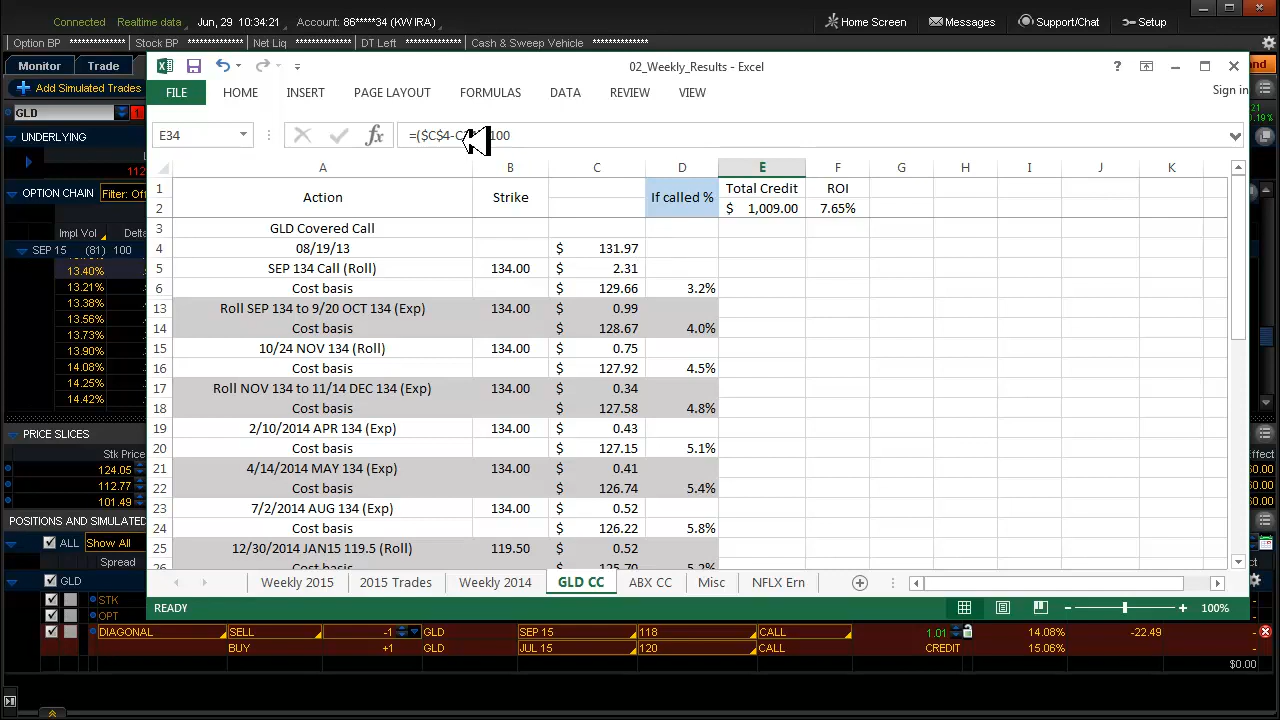 Connected Realtime data Jun, 29 10:34:21 Account: 86*****34 (KW IRA) Home Screen Messages Support/Chat Setup
Option BP ************* Stock BP ************* Net Liq ************* DT Left ************* Cash & Sweep Vehicle *************
Monitor Trade
02_Weekly_Results - Excel
Add Simulated Trades
FILE HOME INSERT PAGE LAYOUT FORMULAS DATA REVIEW VIEW Sign in
GLD 1
E34 fx 100
UNDERLYING
A B C D E F G H I J K
OPTION CHAIN Filter: Off
1 Action Strike If called % Total Credit ROI
2 $ 1,009.00 7.65%
Impl Vol Delta
3 GLD Covered Call
SEP 15 (81) 100
4 08/19/13 $ 131.97
13.40%
5 SEP 134 Call (Roll) 134.00 $ 2.31
13.21%
6 Cost basis $ 129.66 3.2%
13.38%
13 Roll SEP 134 to 9/20 OCT 134 (Exp) 134.00 $ 0.99
13.56%
14 Cost basis $ 128.67 4.0%
13.73%
15 10/24 NOV 134 (Roll) 134.00 $ 0.75
13.90%
16 Cost basis $ 127.92 4.5%
14.08%
17 Roll NOV 134 to 11/14 DEC 134 (Exp) 134.00 $ 0.34
14.25%
14.42%
18 Cost basis $ 127.58 4.8%
19 2/10/2014 APR 134 (Exp) 134.00 $ 0.43
PRICE SLICES
20 Cost basis $ 127.15 5.1%
Stk Price
21 4/14/2014 MAY 134 (Exp) 134.00 $ 0.41
124.05
22 Cost basis $ 126.74 5.4%
112.77
101.49
23 7/2/2014 AUG 134 (Exp) 134.00 $ 0.52
POSITIONS AND SIMULATED
24 Cost basis $ 126.22 5.8%
ALL Show All
25 12/30/2014 JAN15 119.5 (Roll) 119.50 $ 0.52
Spread
GLD
Weekly 2015 2015 Trades Weekly 2014 GLD CC ABX CC Misc NFLX Ern
STK
READY 100%
OPT
DIAGONAL SELL -1 GLD SEP 15 118 CALL 1.01 14.08% -22.49
BUY +1 GLD JUL 15 120 CALL CREDIT 15.06%
$0.00